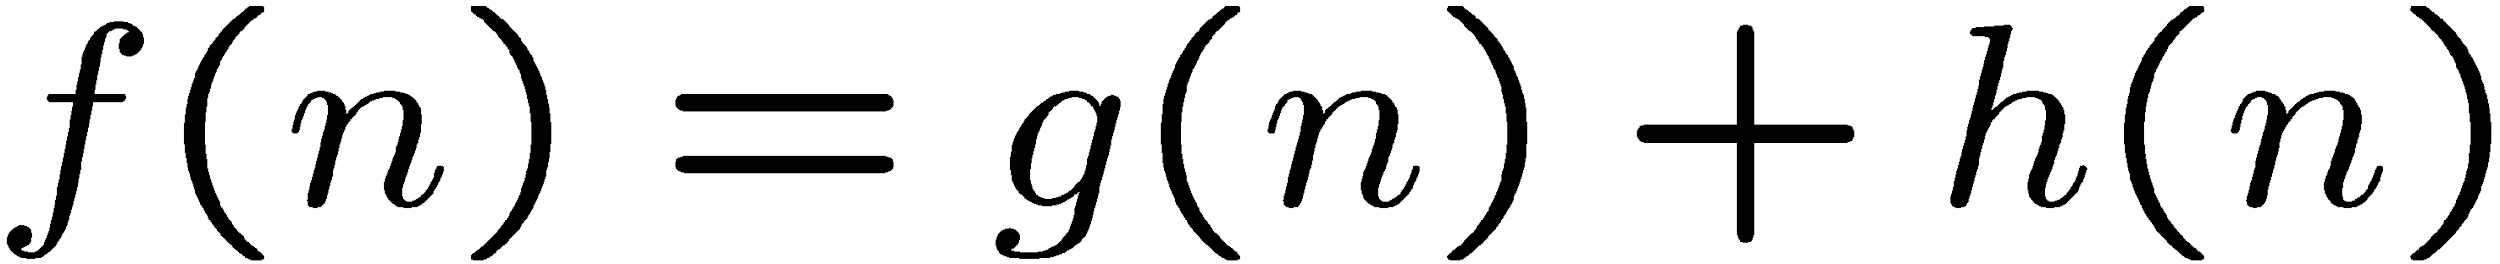 f(n) = g(n) + h(n)